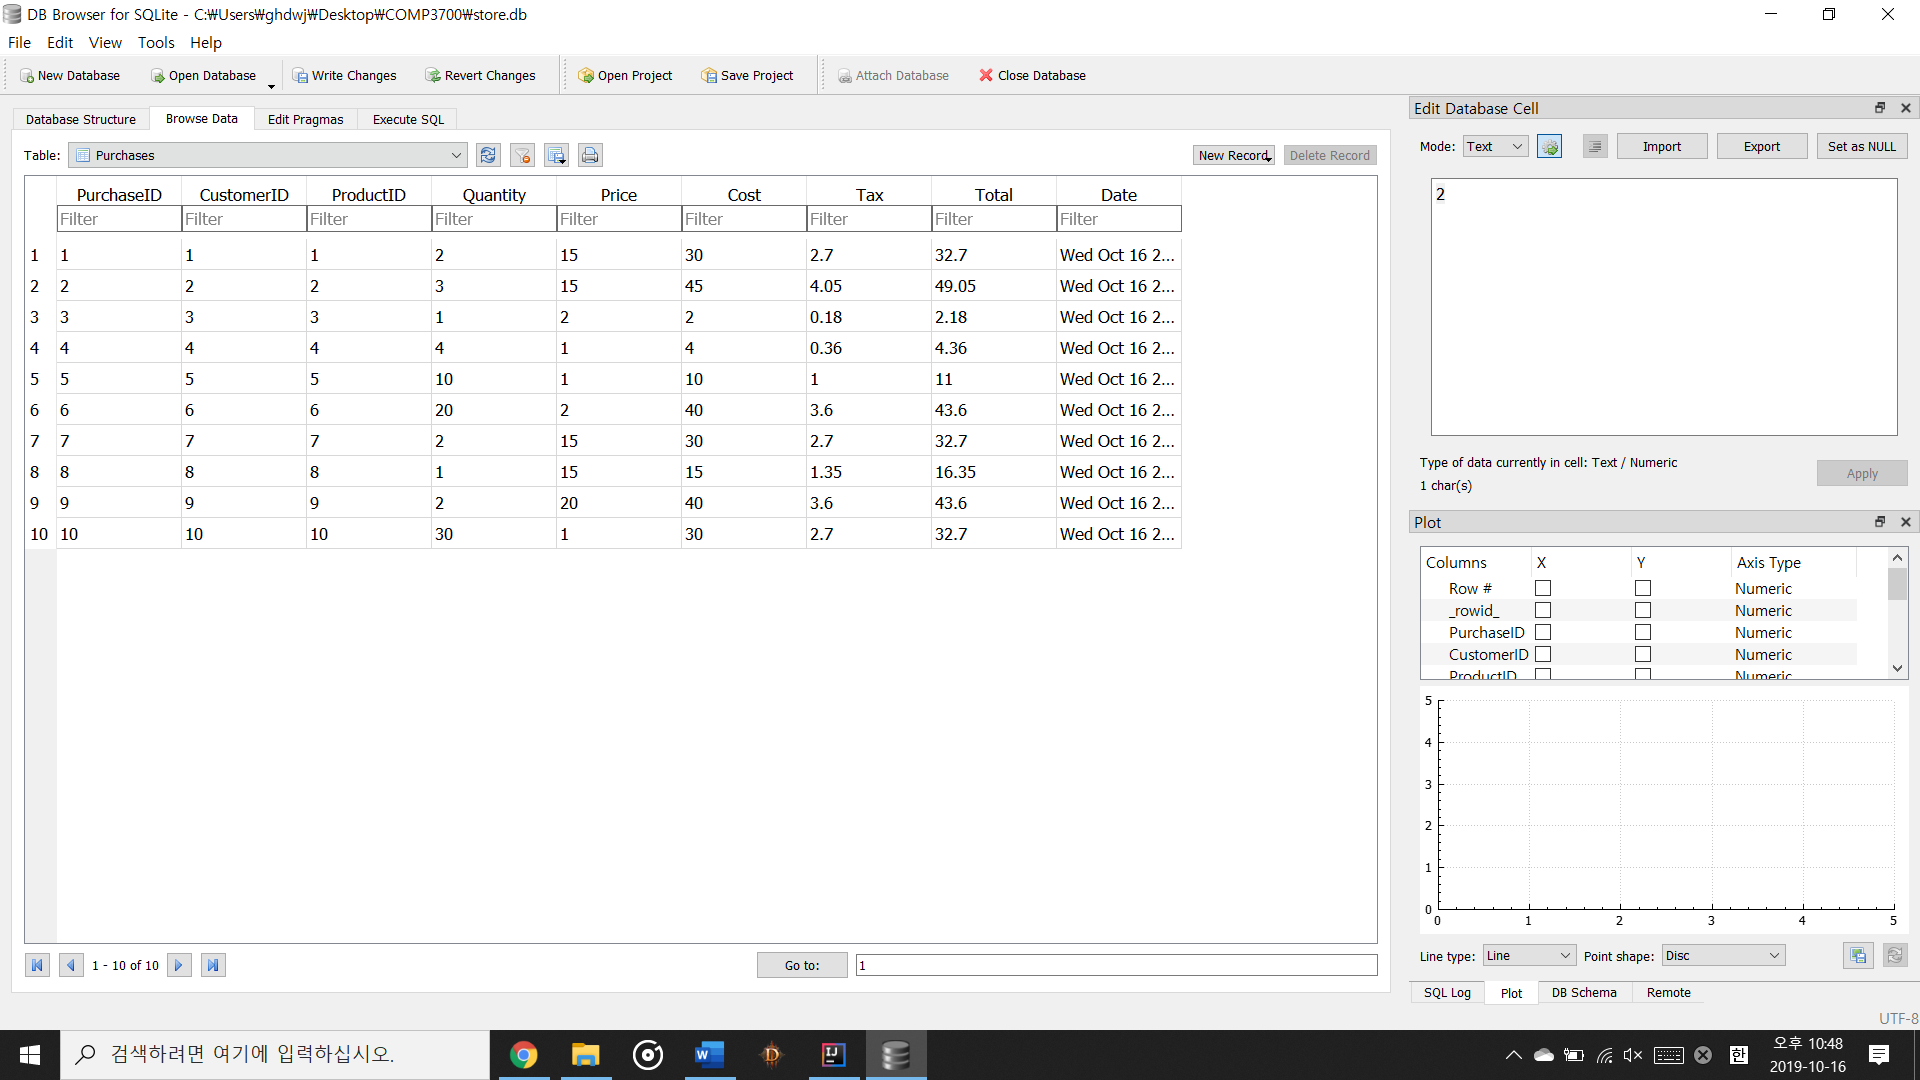 DB Browser for SQLite - C:₩Users₩ghdwj₩Desktop₩COMP3700₩store.db
File Edit View Tools Help
New Database Open Database Write Changes Revert Changes Open Project Save Project Attach Database Close Database
Database Structure Browse Data Edit Pragmas Execute SQL
Table: Purchases New Record Delete Record
PurchaseID CustomerID ProductID Quantity Price Cost Tax Total Date
Filter Filter Filter Filter Filter Filter Filter Filter Filter
1 1 1 1 2 15 30 2.7 32.7 Wed Oct 16 2...
2 2 2 2 3 15 45 4.05 49.05 Wed Oct 16 2...
3 3 3 3 1 2 2 0.18 2.18 Wed Oct 16 2...
4 4 4 4 4 1 4 0.36 4.36 Wed Oct 16 2...
5 5 5 5 10 1 10 1 11 Wed Oct 16 2...
6 6 6 6 20 2 40 3.6 43.6 Wed Oct 16 2...
7 7 7 7 2 15 30 2.7 32.7 Wed Oct 16 2...
8 8 8 8 1 15 15 1.35 16.35 Wed Oct 16 2...
9 9 9 9 2 20 40 3.6 43.6 Wed Oct 16 2...
10 10 10 10 30 1 30 2.7 32.7 Wed Oct 16 2...
1 - 10 of 10 Go to: 1
Edit Database Cell
Mode: Text Import Export Set as NULL
2
Type of data currently in cell: Text / Numeric
1 char(s)
Apply
Plot
Columns X Y Axis Type
Row # Numeric
_rowid_ Numeric
PurchaseID Numeric
CustomerID Numeric
ProductID Numeric
5
4
3
2
1
0
0 1 2 3 4 5
Line type: Line Point shape: Disc
SQL Log Plot DB Schema Remote
UTF-8
검색하려면 여기에 입력하십시오.
한
오후 10:48
2019-10-16